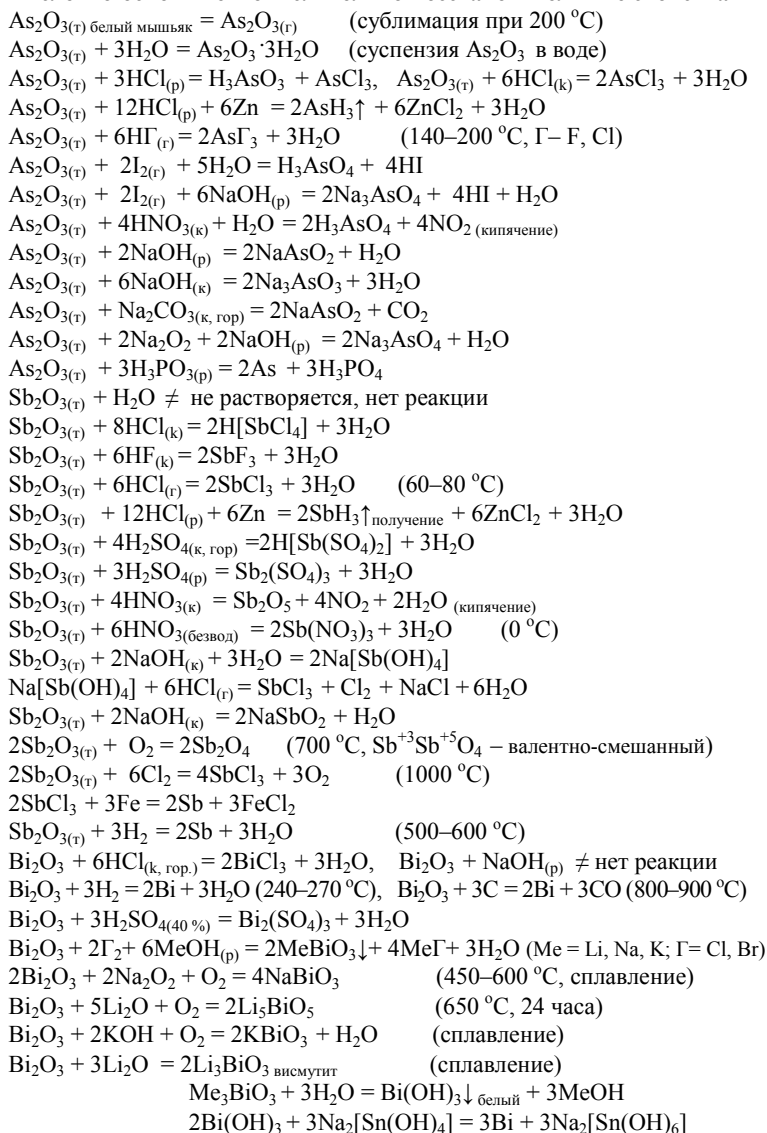 As₂O₃₍т₎ белый мышьяк = As₂O₃₍г₎ (сублимация при 200 °C)
As₂O₃₍т₎ + 3H₂O = As₂O₃·3H₂O (суспензия As₂O₃ в воде)
As₂O₃₍т₎ + 3HCl₍р₎ = H₃AsO₃ + AsCl₃, As₂O₃₍т₎ + 6HCl₍k₎ = 2AsCl₃ + 3H₂O
As₂O₃₍т₎ + 12HCl₍р₎ + 6Zn = 2AsH₃↑ + 6ZnCl₂ + 3H₂O
As₂O₃₍т₎ + 6HГ₍г₎ = 2AsГ₃ + 3H₂O (140–200 °C, Г– F, Cl)
As₂O₃₍т₎ + 2I₂₍г₎ + 5H₂O = H₃AsO₄ + 4HI
As₂O₃₍т₎ + 2I₂₍г₎ + 6NaOH₍р₎ = 2Na₃AsO₄ + 4HI + H₂O
As₂O₃₍т₎ + 4HNO₃₍к₎ + H₂O = 2H₃AsO₄ + 4NO₂ (кипячение)
As₂O₃₍т₎ + 2NaOH₍р₎ = 2NaAsO₂ + H₂O
As₂O₃₍т₎ + 6NaOH₍к₎ = 2Na₃AsO₃ + 3H₂O
As₂O₃₍т₎ + Na₂CO₃₍к, гор₎ = 2NaAsO₂ + CO₂
As₂O₃₍т₎ + 2Na₂O₂ + 2NaOH₍р₎ = 2Na₃AsO₄ + H₂O
As₂O₃₍т₎ + 3H₃PO₃₍р₎ = 2As + 3H₃PO₄
Sb₂O₃₍т₎ + H₂O ≠ не растворяется, нет реакции
Sb₂O₃₍т₎ + 8HCl₍k₎ = 2H[SbCl₄] + 3H₂O
Sb₂O₃₍т₎ + 6HF₍k₎ = 2SbF₃ + 3H₂O
Sb₂O₃₍т₎ + 6HCl₍г₎ = 2SbCl₃ + 3H₂O (60–80 °C)
Sb₂O₃₍т₎ + 12HCl₍р₎ + 6Zn = 2SbH₃↑получение + 6ZnCl₂ + 3H₂O
Sb₂O₃₍т₎ + 4H₂SO₄₍к, гор₎ =2H[Sb(SO₄)₂] + 3H₂O
Sb₂O₃₍т₎ + 3H₂SO₄₍р₎ = Sb₂(SO₄)₃ + 3H₂O
Sb₂O₃₍т₎ + 4HNO₃₍к₎ = Sb₂O₅ + 4NO₂ + 2H₂O (кипячение)
Sb₂O₃₍т₎ + 6HNO₃₍безвод₎ = 2Sb(NO₃)₃ + 3H₂O (0 °C)
Sb₂O₃₍т₎ + 2NaOH₍к₎ + 3H₂O = 2Na[Sb(OH)₄]
Na[Sb(OH)₄] + 6HCl₍г₎ = SbCl₃ + Cl₂ + NaCl + 6H₂O
Sb₂O₃₍т₎ + 2NaOH₍к₎ = 2NaSbO₂ + H₂O
2Sb₂O₃₍т₎ + O₂ = 2Sb₂O₄ (700 °C, Sb⁺³Sb⁺⁵O₄ – валентно-смешанный)
2Sb₂O₃₍т₎ + 6Cl₂ = 4SbCl₃ + 3O₂ (1000 °C)
2SbCl₃ + 3Fe = 2Sb + 3FeCl₂
Sb₂O₃₍т₎ + 3H₂ = 2Sb + 3H₂O (500–600 °C)
Bi₂O₃ + 6HCl₍k, гор.₎ = 2BiCl₃ + 3H₂O, Bi₂O₃ + NaOH₍р₎ ≠ нет реакции
Bi₂O₃ + 3H₂ = 2Bi + 3H₂O (240–270 °C), Bi₂O₃ + 3C = 2Bi + 3CO (800–900 °C)
Bi₂O₃ + 3H₂SO₄₍40 %₎ = Bi₂(SO₄)₃ + 3H₂O
Bi₂O₃ + 2Г₂+ 6MeOH₍р₎ = 2MeBiO₃↓+ 4MeГ+ 3H₂O (Me = Li, Na, K; Г= Cl, Br)
2Bi₂O₃ + 2Na₂O₂ + O₂ = 4NaBiO₃ (450–600 °C, сплавление)
Bi₂O₃ + 5Li₂O + O₂ = 2Li₅BiO₅ (650 °C, 24 часа)
Bi₂O₃ + 2KOH + O₂ = 2KBiO₃ + H₂O (сплавление)
Bi₂O₃ + 3Li₂O = 2Li₃BiO₃ висмутит (сплавление)
Me₃BiO₃ + 3H₂O = Bi(OH)₃↓ белый + 3MeOH
2Bi(OH)₃ + 3Na₂[Sn(OH)₄] = 3Bi + 3Na₂[Sn(OH)₆]